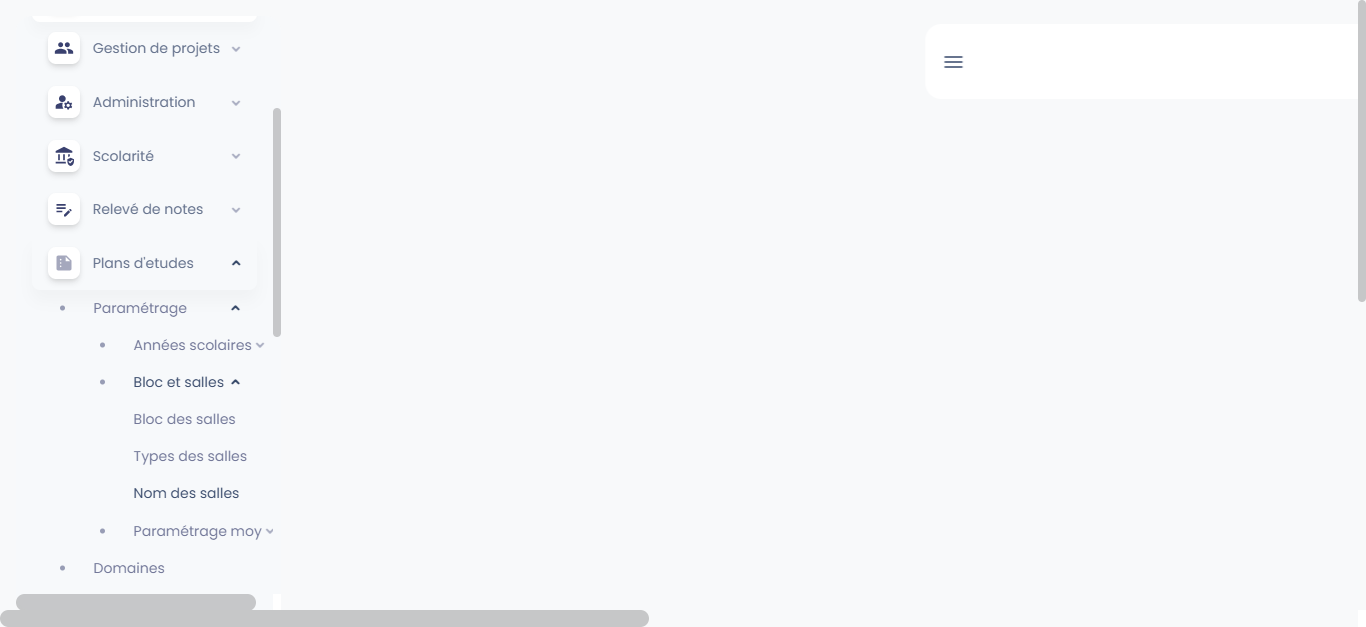 Gestion de projets
Administration
Scolarité
Relevé de notes
Plans d'etudes
Paramétrage
Années scolaires
Bloc et salles
Bloc des salles
Types des salles
Nom des salles
Paramétrage moy
Domaines